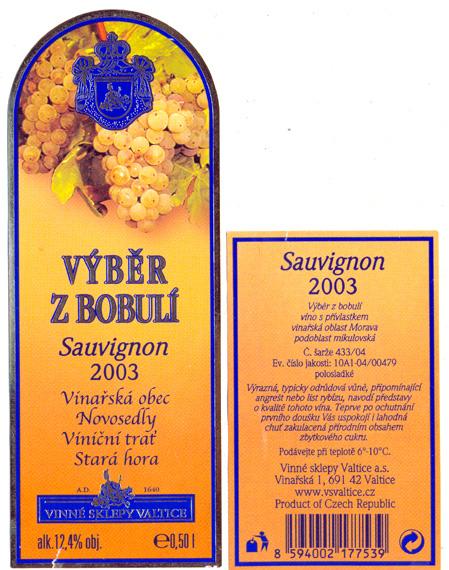 VÝBĚR
Z BOBULÍ
Sauvignon
2003
Vinařská obec
Novosedly
Viniční trať
Stará hora
A.D. 1640
VINNÉ SKLEPY VALTICE
alk.12,4% obj. ℮0,50 l
Sauvignon
2003
Výběr z bobulí
víno s přívlastkem
vinařská oblast Morava
podoblast mikulovská
Č. šarže 433/04
Ev. číslo jakosti: 10A1-04/00479
polosladké
Výrazná, typicky odrůdová vůně, připomínající
angrešt nebo list rybízu, navodí představy
o kvalitě tohoto vína. Teprve po ochutnání
prvního doušku Vás uspokojí i lahodná
chuť zakulacená přírodním obsahem
zbytkového cukru.
Podávejte při teplotě 6°-10°C.
Vinné sklepy Valtice a.s.
Vinařská 1, 691 42 Valtice
www.vsvaltice.cz
Product of Czech Republic
8 594002 177539